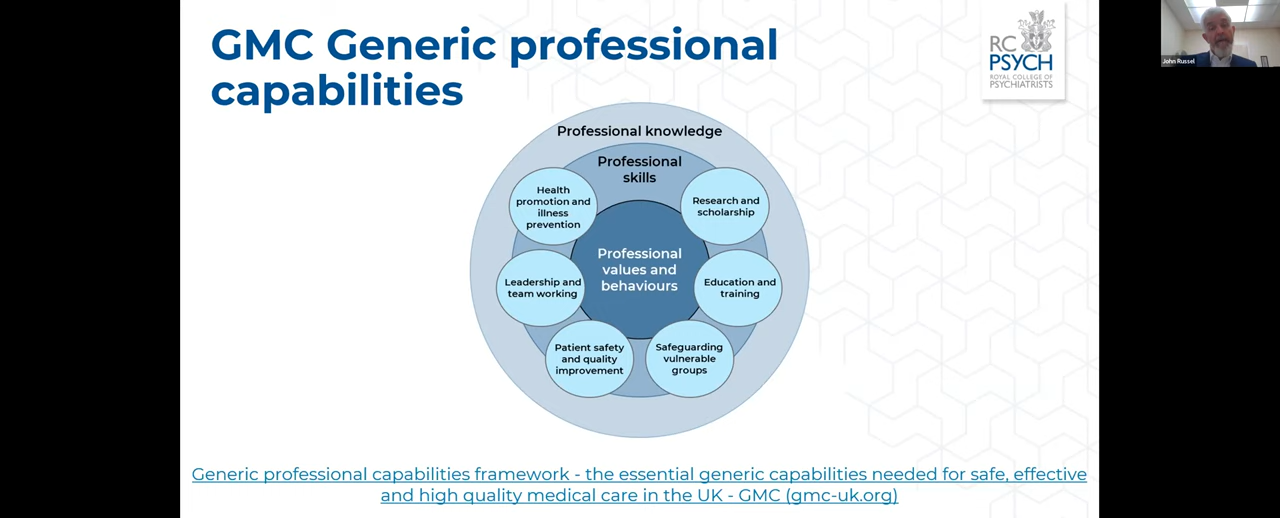 GMC Generic professional
capabilities
RC
PSYCH
ROYAL COLLEGE OF
PSYCHIATRISTS
John Russel
Professional knowledge
Professional
skills
Health
promotion and
illness
prevention
Research and
scholarship
Professional
values and
behaviours
Leadership and
team working
Education and
training
Patient safety
and quality
improvement
Safeguarding
vulnerable
groups
Generic professional capabilities framework - the essential generic capabilities needed for safe, effective
and high quality medical care in the UK - GMC (gmc-uk.org)